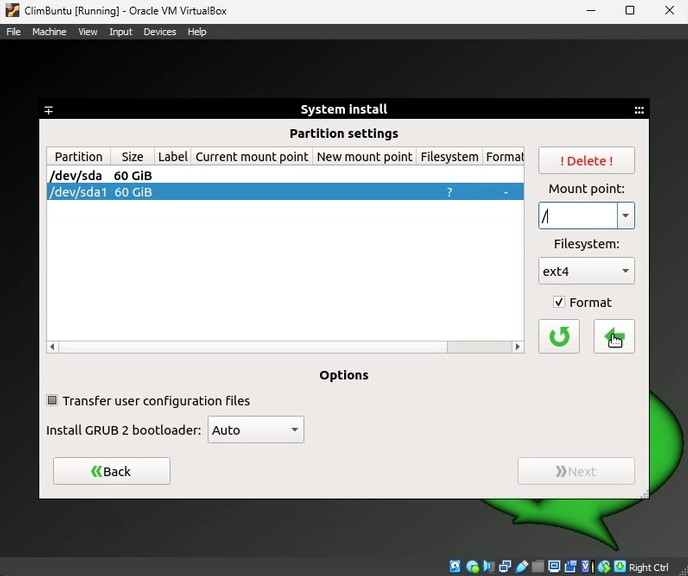 ClimBuntu [Running] - Oracle VM VirtualBox
File Machine View Input Devices Help
System install
Partition settings
Partition Size Label Current mount point New mount point Filesystem Format
/dev/sda 60 GiB
/dev/sda1 60 GiB ? -
! Delete !
Mount point:
/
Filesystem:
ext4
Format
Options
Transfer user configuration files
Install GRUB 2 bootloader: Auto
Back
Next
Right Ctrl